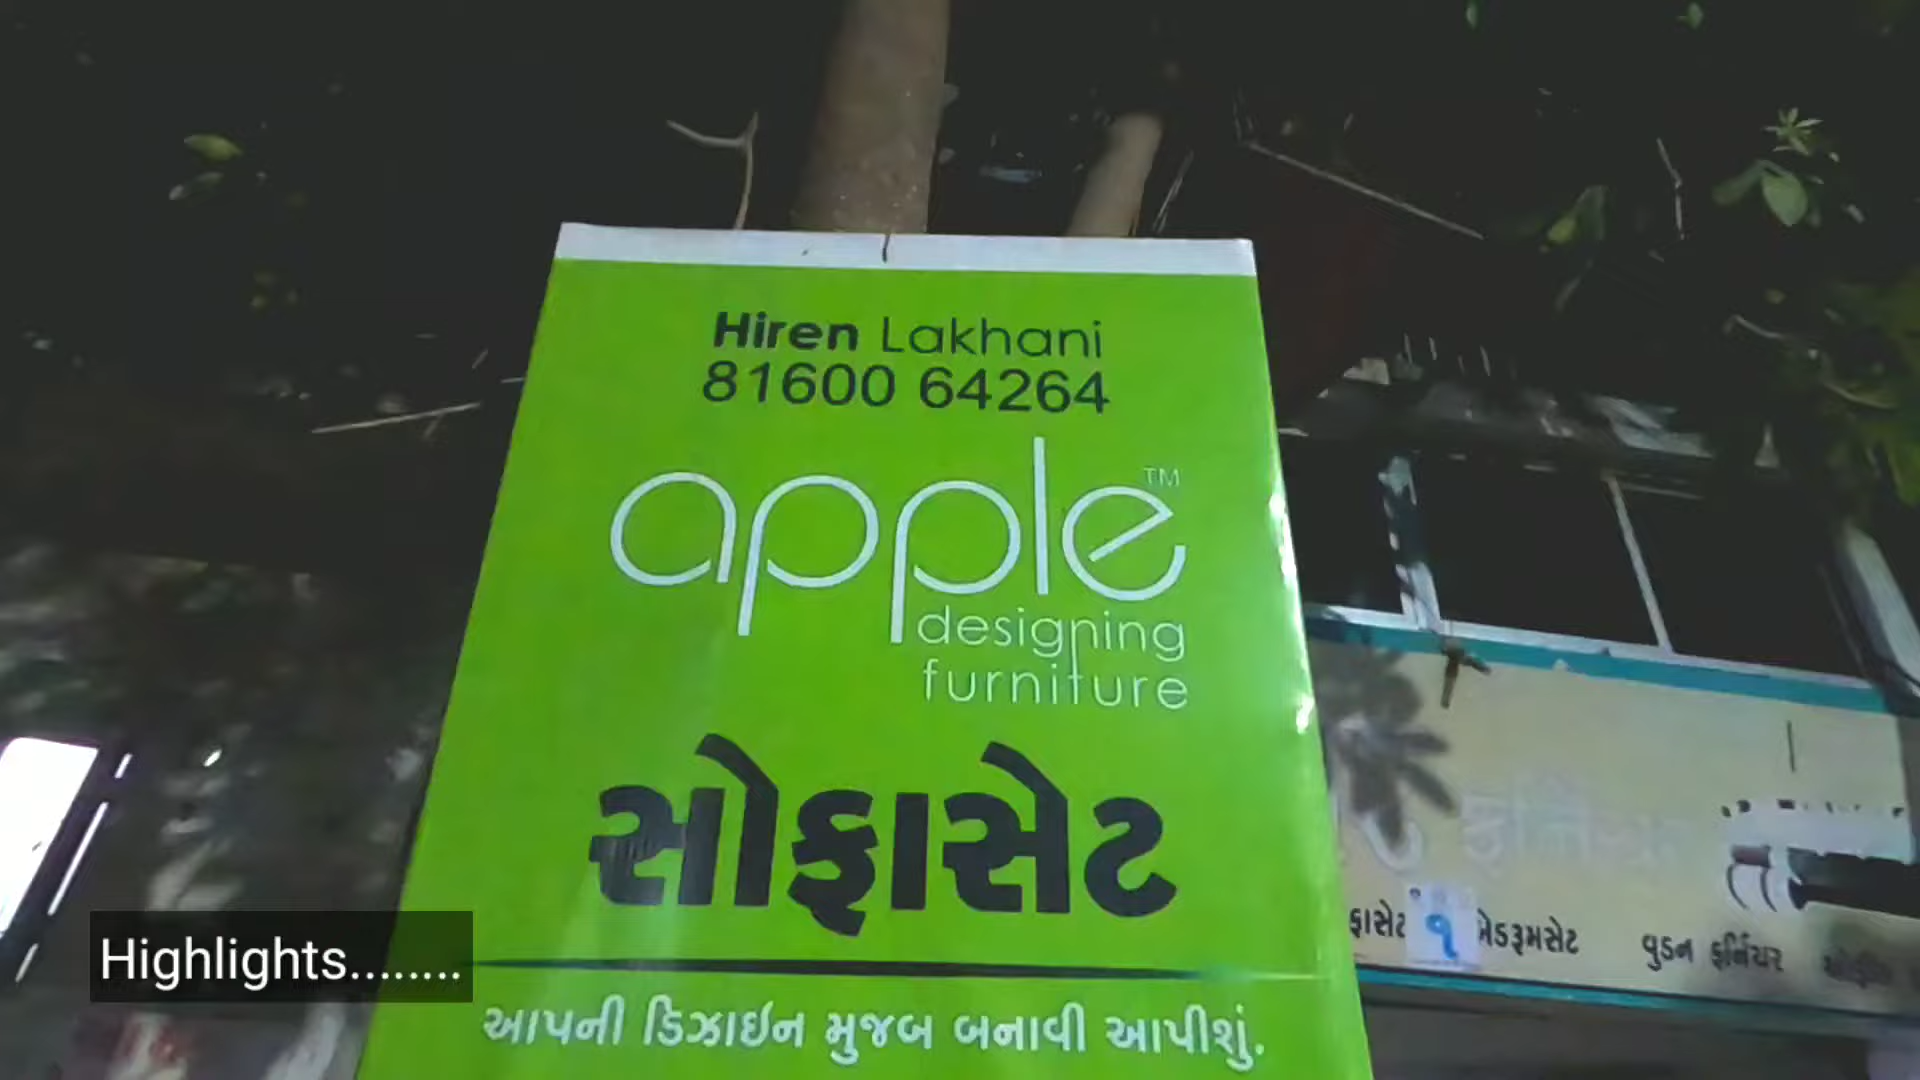 Hiren Lakhani
81600 64264
apple™
designing
furniture
સોફાસેટ
આપની ડિઝાઇન મુજબ બનાવી આપીશું.
ફાસેટ ૧ બેડરૂમસેટ વુડન ફર્નિચર
Highlights........